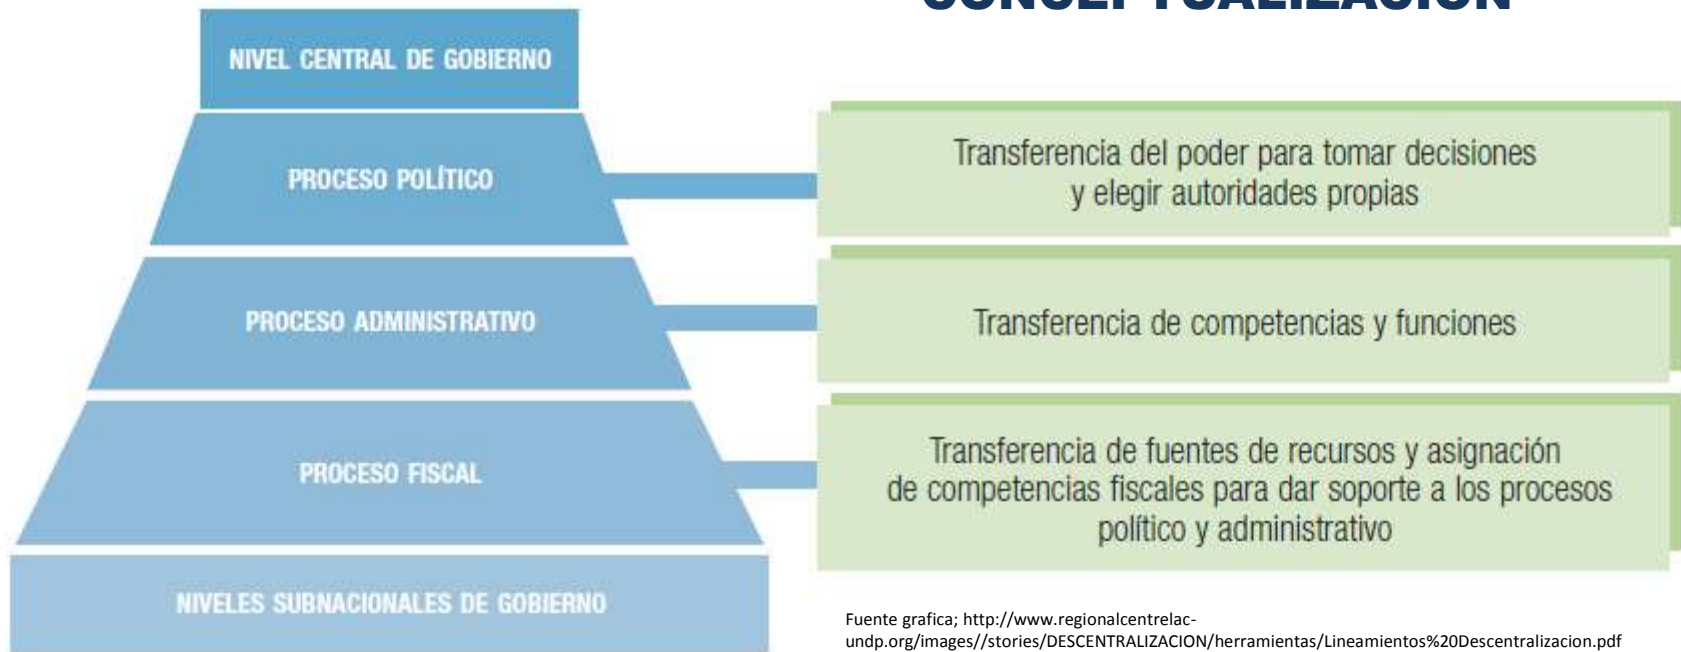 CONCEPTUALIZACIÓN
NIVEL CENTRAL DE GOBIERNO
PROCESO POLÍTICO
Transferencia del poder para tomar decisiones
y elegir autoridades propias
PROCESO ADMINISTRATIVO
Transferencia de competencias y funciones
PROCESO FISCAL
Transferencia de fuentes de recursos y asignación
de competencias fiscales para dar soporte a los procesos
político y administrativo
NIVELES SUBNACIONALES DE GOBIERNO
Fuente grafica; http://www.regionalcentrelac-
undp.org/images//stories/DESCENTRALIZACION/herramientas/Lineamientos%20Descentralizacion.pdf